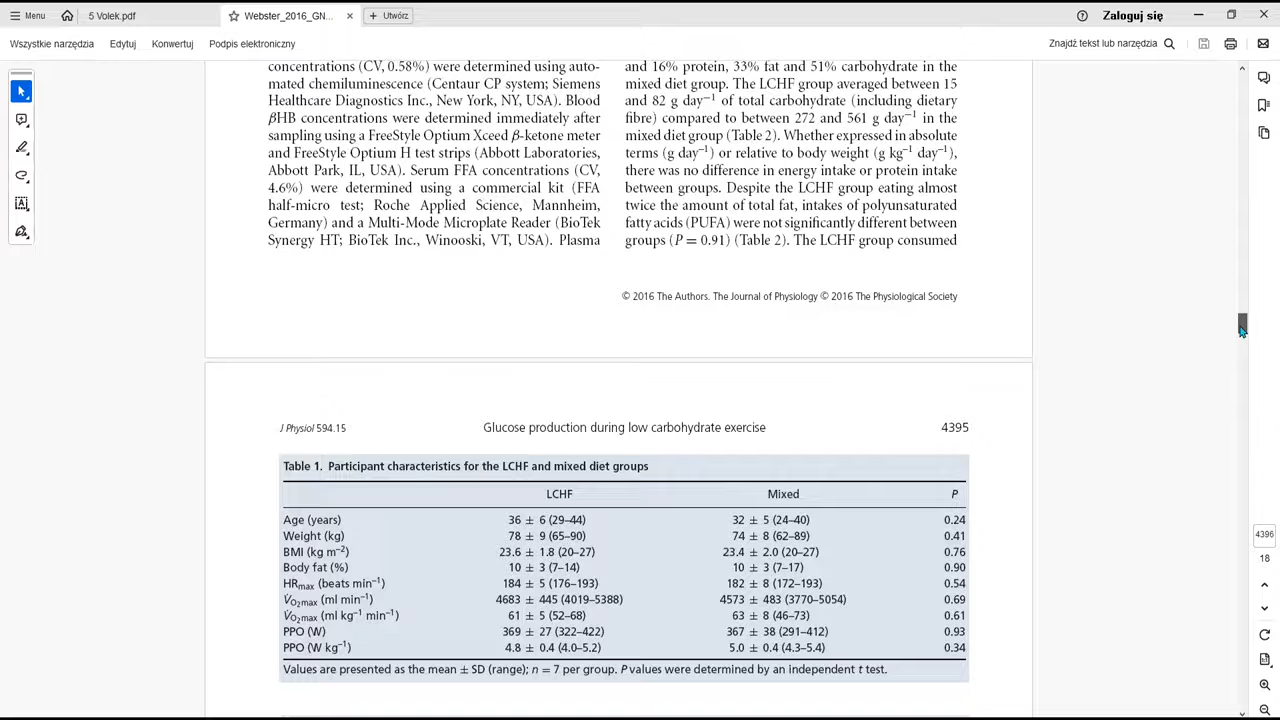 Menu
5 Volek.pdf
Webster_2016_GN...
Utwórz
Zaloguj się
Wszystkie narzędzia
Edytuj
Konwertuj
Podpis elektroniczny
Znajdź tekst lub narzędzia
concentrations (CV, 0.58%) were determined using auto-
mated chemiluminescence (Centaur CP system; Siemens
Healthcare Diagnostics Inc., New York, NY, USA). Blood
βHB concentrations were determined immediately after
sampling using a FreeStyle Optium Xceed β-ketone meter
and FreeStyle Optium H test strips (Abbott Laboratories,
Abbott Park, IL, USA). Serum FFA concentrations (CV,
4.6%) were determined using a commercial kit (FFA
half-micro test; Roche Applied Science, Mannheim,
Germany) and a Multi-Mode Microplate Reader (BioTek
Synergy HT; BioTek Inc., Winooski, VT, USA). Plasma
and 16% protein, 33% fat and 51% carbohydrate in the
mixed diet group. The LCHF group averaged between 15
and 82 g day⁻¹ of total carbohydrate (including dietary
fibre) compared to between 272 and 561 g day⁻¹ in the
mixed diet group (Table 2). Whether expressed in absolute
terms (g day⁻¹) or relative to body weight (g kg⁻¹ day⁻¹),
there was no difference in energy intake or protein intake
between groups. Despite the LCHF group eating almost
twice the amount of total fat, intakes of polyunsaturated
fatty acids (PUFA) were not significantly different between
groups (P = 0.91) (Table 2). The LCHF group consumed
© 2016 The Authors. The Journal of Physiology © 2016 The Physiological Society
J Physiol 594.15 Glucose production during low carbohydrate exercise 4395
Table 1. Participant characteristics for the LCHF and mixed diet groups
LCHF Mixed P
Age (years) 36 ± 6 (29–44) 32 ± 5 (24–40) 0.24
Weight (kg) 78 ± 9 (65–90) 74 ± 8 (62–89) 0.41
BMI (kg m⁻²) 23.6 ± 1.8 (20–27) 23.4 ± 2.0 (20–27) 0.76
Body fat (%) 10 ± 3 (7–14) 10 ± 3 (7–17) 0.90
HRmax (beats min⁻¹) 184 ± 5 (176–193) 182 ± 8 (172–193) 0.54
V̇O₂max (ml min⁻¹) 4683 ± 445 (4019–5388) 4573 ± 483 (3770–5054) 0.69
V̇O₂max (ml kg⁻¹ min⁻¹) 61 ± 5 (52–68) 63 ± 8 (46–73) 0.61
PPO (W) 369 ± 27 (322–422) 367 ± 38 (291–412) 0.93
PPO (W kg⁻¹) 4.8 ± 0.4 (4.0–5.2) 5.0 ± 0.4 (4.3–5.4) 0.34
Values are presented as the mean ± SD (range); n = 7 per group. P values were determined by an independent t test.
4396
18